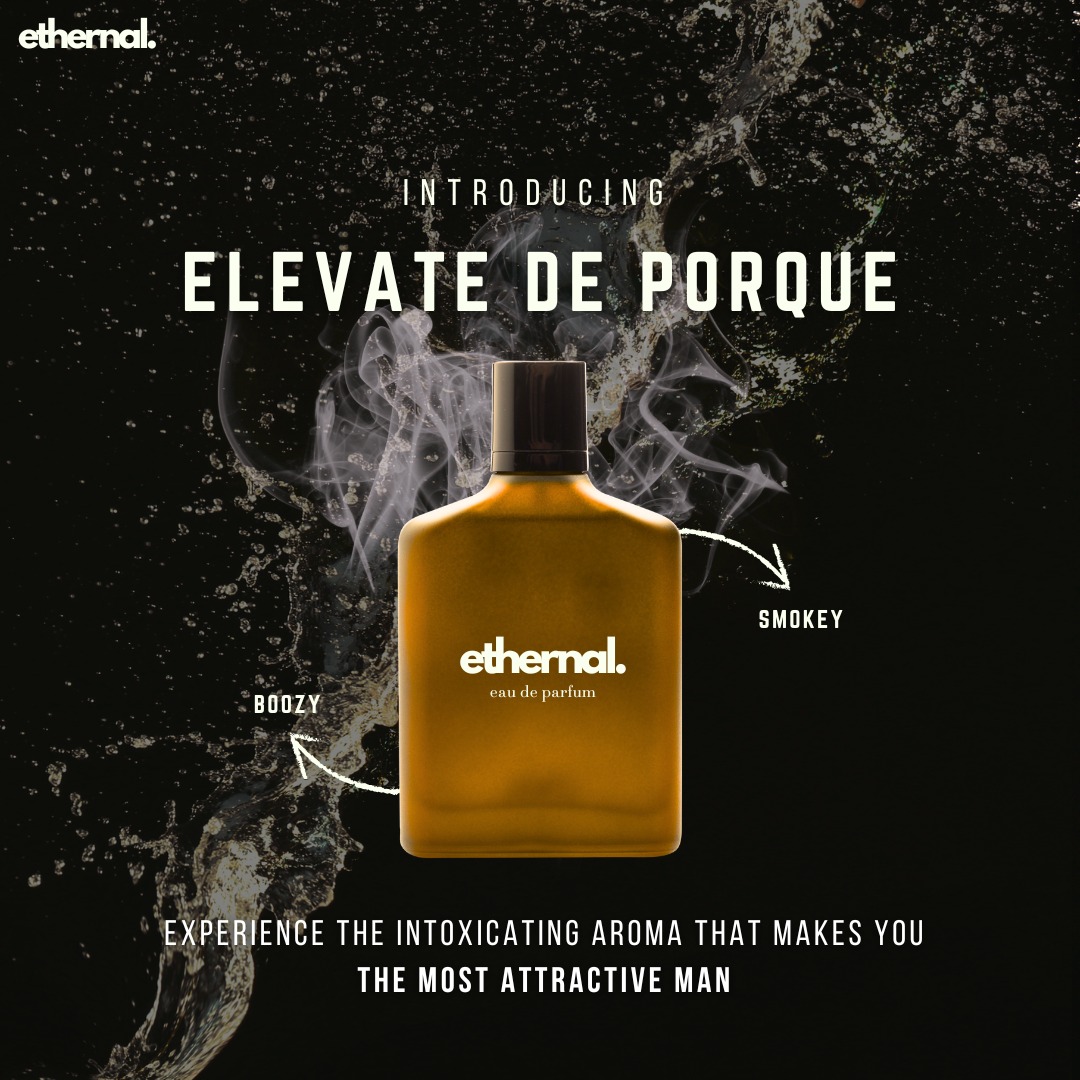 ethernal.
INTRODUCING
ELEVATE DE PORQUE
SMOKEY
ethernal.
eau de parfum
BOOZY
EXPERIENCE THE INTOXICATING AROMA THAT MAKES YOU
THE MOST ATTRACTIVE MAN